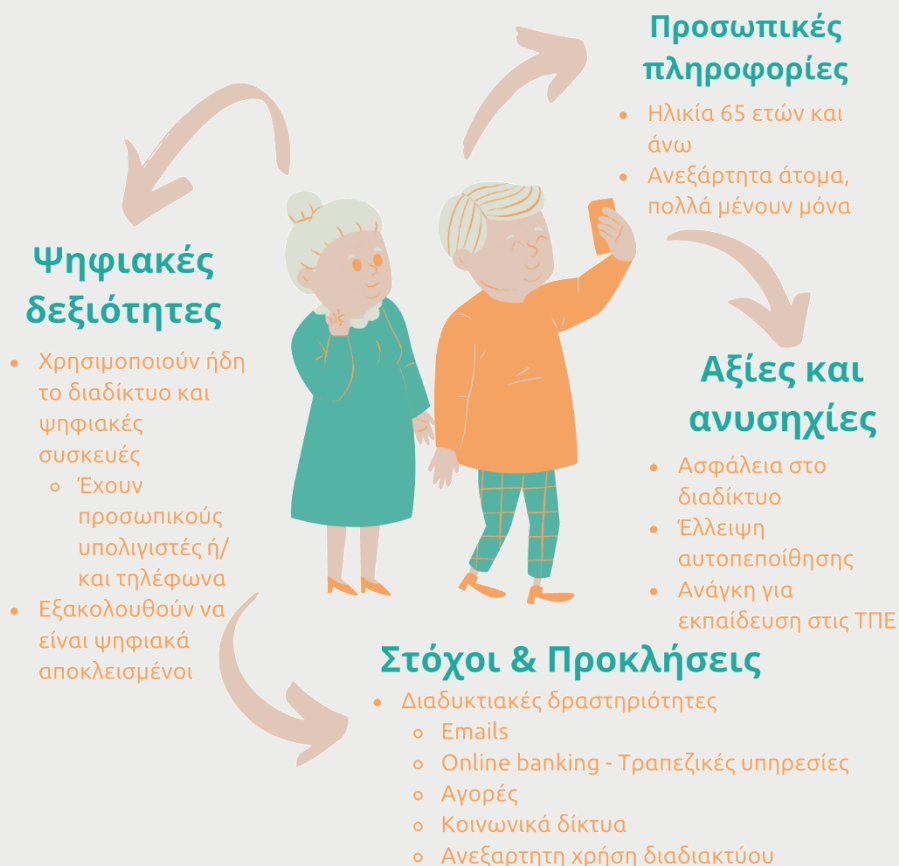 Προσωπικές
πληροφορίες
• Ηλικία 65 ετών και
άνω
• Ανεξάρτητα άτομα,
πολλά μένουν μόνα
Ψηφιακές
δεξιότητες
• Χρησιμοποιούν ήδη
το διαδίκτυο και
ψηφιακές
συσκευές
◦ Έχουν
προσωπικούς
υπολιγιστές ή/
και τηλέφωνα
• Εξακολουθούν να
είναι ψηφιακά
αποκλεισμένοι
Αξίες και
ανυσηχίες
• Ασφάλεια στο
διαδίκτυο
• Έλλειψη
αυτοπεποίθησης
• Ανάγκη για
εκπαίδευση στις ΤΠΕ
Στόχοι & Προκλήσεις
• Διαδυκτιακές δραστηριότητες
◦ Emails
◦ Online banking - Τραπεζικές υπηρεσίες
◦ Αγορές
◦ Κοινωνικά δίκτυα
◦ Ανεξαρτητη χρήση διαδιακτύου